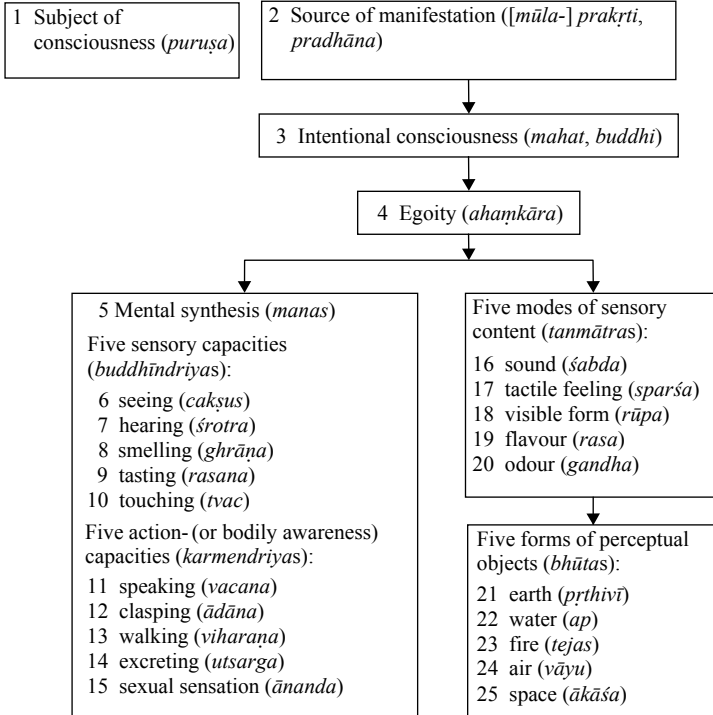 1 Subject of
consciousness (puruṣa)
2 Source of manifestation ([mūla-] prakṛti,
pradhāna)
3 Intentional consciousness (mahat, buddhi)
4 Egoity (ahaṃkāra)
5 Mental synthesis (manas)
Five sensory capacities
(buddhīndriyas):
6 seeing (cakṣus)
7 hearing (śrotra)
8 smelling (ghrāṇa)
9 tasting (rasana)
10 touching (tvac)
Five action- (or bodily awareness)
capacities (karmendriyas):
11 speaking (vacana)
12 clasping (ādāna)
13 walking (viharaṇa)
14 excreting (utsarga)
15 sexual sensation (ānanda)
Five modes of sensory
content (tanmātras):
16 sound (śabda)
17 tactile feeling (sparśa)
18 visible form (rūpa)
19 flavour (rasa)
20 odour (gandha)
Five forms of perceptual
objects (bhūtas):
21 earth (pṛthivī)
22 water (ap)
23 fire (tejas)
24 air (vāyu)
25 space (ākāśa)